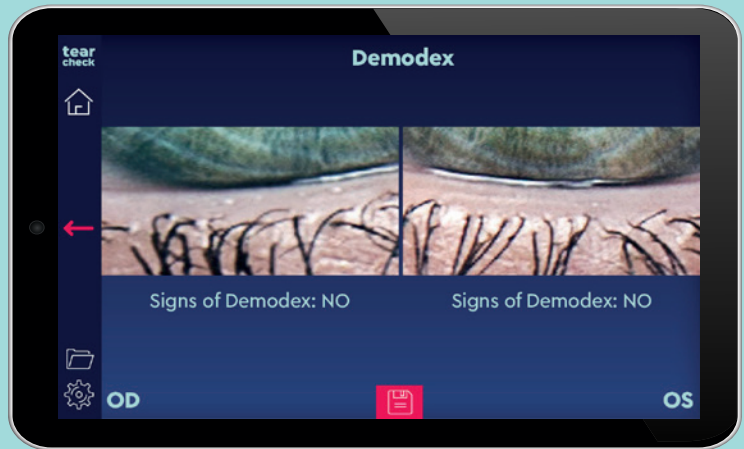 tear
check
Demodex
Signs of Demodex: NO
Signs of Demodex: NO
OD
OS